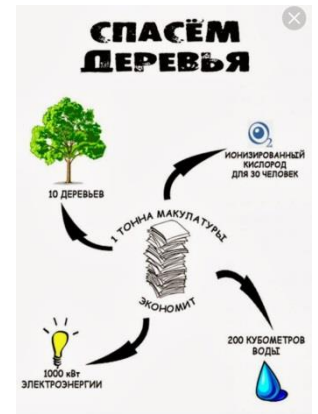 СПАСЁМ
ДЕРЕВЬЯ
O2
ИОНИЗИРОВАННЫЙ
КИСЛОРОД
ДЛЯ 30 ЧЕЛОВЕК
10 ДЕРЕВЬЕВ
1 ТОННА МАКУЛАТУРЫ
ЭКОНОМИТ
200 КУБОМЕТРОВ
ВОДЫ
1000 кВт
ЭЛЕКТРОЭНЕРГИИ